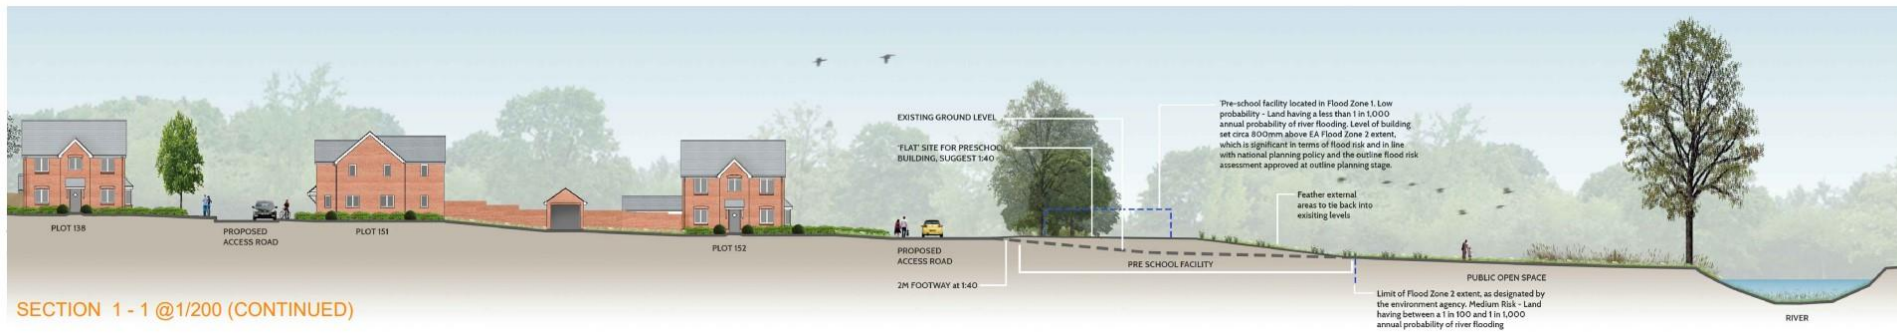 EXISTING GROUND LEVEL
'FLAT' SITE FOR PRESCHOOL
BUILDING, SUGGEST 1:40
'Pre-school facility located in Flood Zone 1. Low
probability - Land having a less than 1 in 1,000
annual probability of river flooding. Level of building
set circa 800mm above EA Flood Zone 2 extent,
which is significant in terms of flood risk and in line
with national planning policy and the outline flood risk
assessment approved at outline planning stage.
Feather external
areas to tie back into
exisiting levels
PLOT 138
PROPOSED
ACCESS ROAD
PLOT 151
PLOT 152
PROPOSED
ACCESS ROAD
2M FOOTWAY at 1:40
PRE SCHOOL FACILITY
PUBLIC OPEN SPACE
Limit of Flood Zone 2 extent, as designated by
the environment agency. Medium Risk - Land
having between a 1 in 100 and 1 in 1,000
annual probability of river flooding
RIVER
SECTION 1 - 1 @1/200 (CONTINUED)